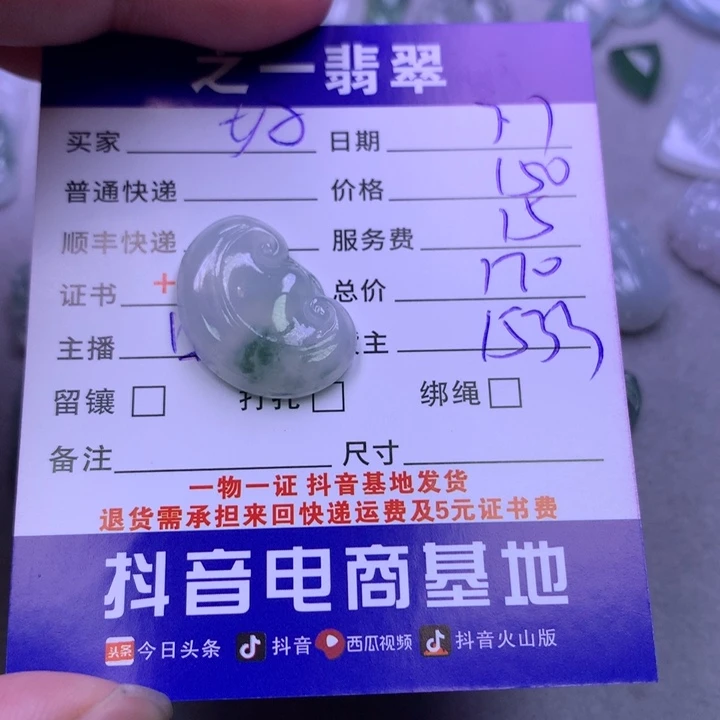 之一翡翠
买家 日期 7.7
普通快递 价格 150
顺丰快递 服务费 15
证书 + 总价 170
主播 主 1533
留镶 打孔 绑绳
备注 尺寸
一物一证 抖音基地发货
退货需承担来回快递运费及5元证书费
抖音电商基地
头条 今日头条 抖音 西瓜视频 抖音火山版